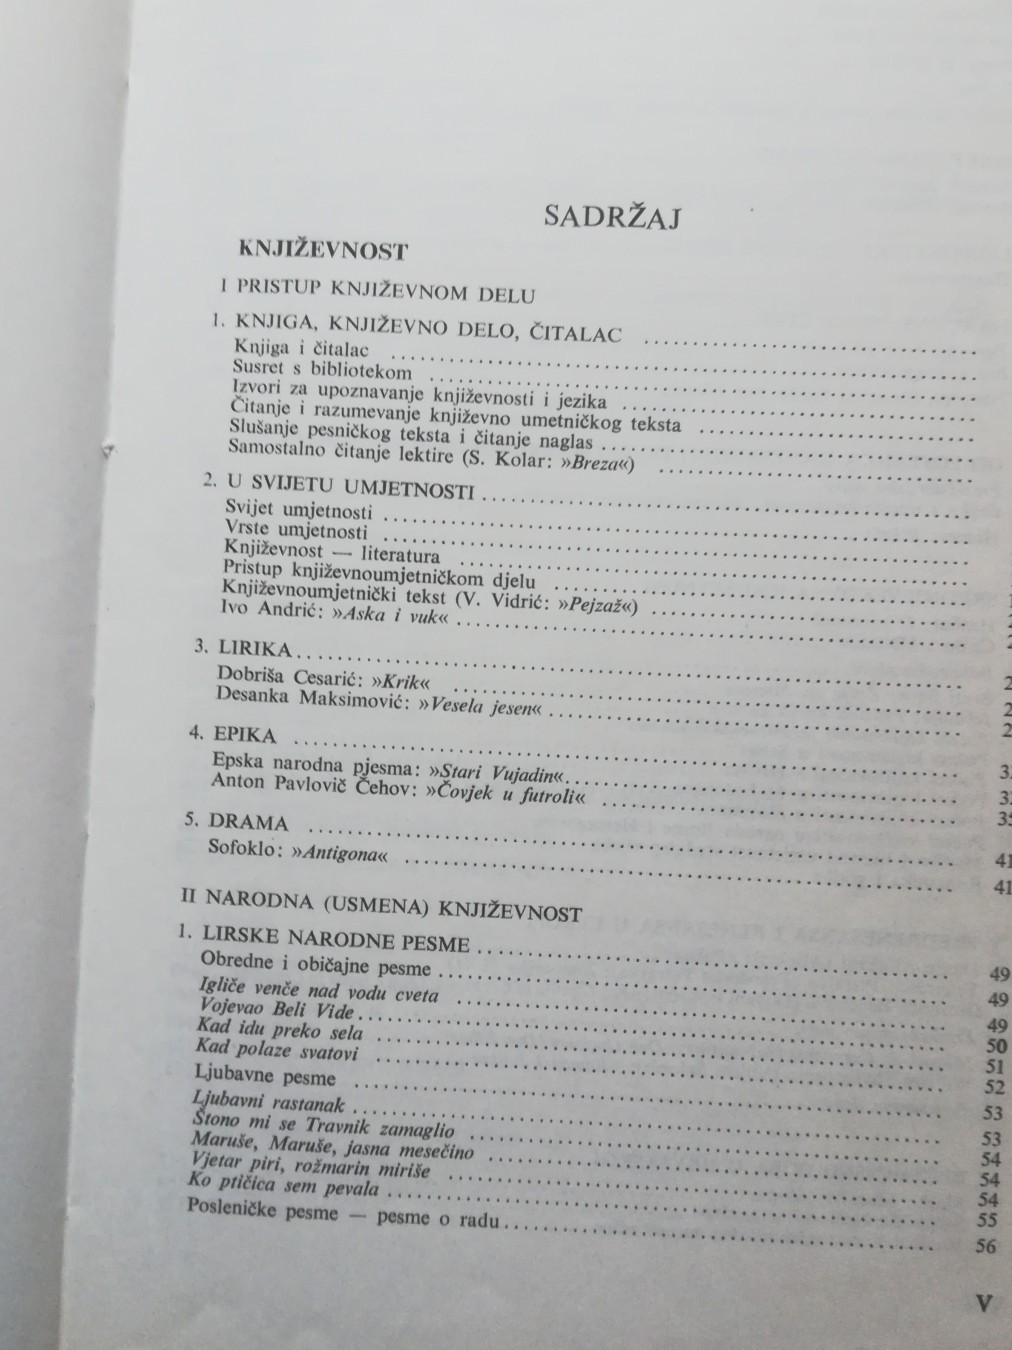 SADRŽAJ
KNJIŽEVNOST
I PRISTUP KNJIŽEVNOM DELU
1. KNJIGA, KNJIŽEVNO DELO, ČITALAC
Knjiga i čitalac
Susret s bibliotekom
Izvori za upoznavanje književnosti i jezika
Čitanje i razumevanje književno umetničkog teksta
Slušanje pesničkog teksta i čitanje naglas
Samostalno čitanje lektire (S. Kolar: »Breza«)
2. U SVIJETU UMJETNOSTI
Svijet umjetnosti
Vrste umjetnosti
Književnost — literatura
Pristup književnoumjetničkom djelu
Književnoumjetnički tekst (V. Vidrić: »Pejzaž«)
Ivo Andrić: »Aska i vuk«
3. LIRIKA
Dobriša Cesarić: »Krik«
Desanka Maksimović: »Vesela jesen«
4. EPIKA
Epska narodna pjesma: »Stari Vujadin«
Anton Pavlovič Čehov: »Čovjek u futroli«
5. DRAMA 41
Sofoklo: »Antigona« 41
II NARODNA (USMENA) KNJIŽEVNOST
1. LIRSKE NARODNE PESME 49
Obredne i običajne pesme 49
Igliče venče nad vodu cveta 49
Vojevao Beli Vide 50
Kad idu preko sela 51
Kad polaze svatovi 52
Ljubavne pesme 53
Ljubavni rastanak 53
Štono mi se Travnik zamaglio 54
Maruše, Maruše, jasna mesečino 54
Vjetar piri, rožmarin miriše 54
Ko ptičica sem pevala 55
Posleničke pesme — pesme o radu 56
V